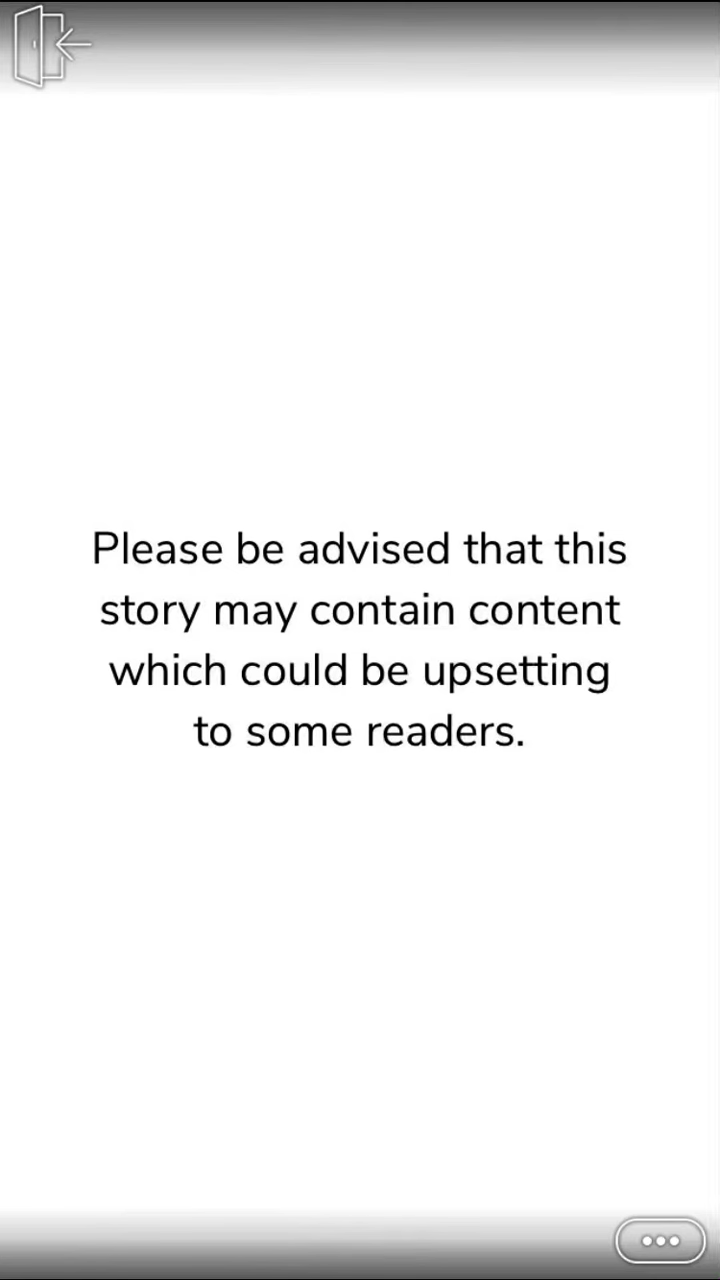 Please be advised that this
story may contain content
which could be upsetting
to some readers.